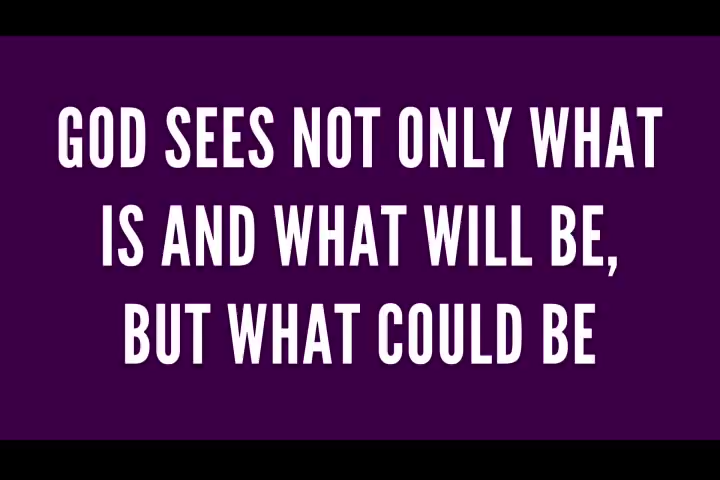 GOD SEES NOT ONLY WHAT
IS AND WHAT WILL BE,
BUT WHAT COULD BE